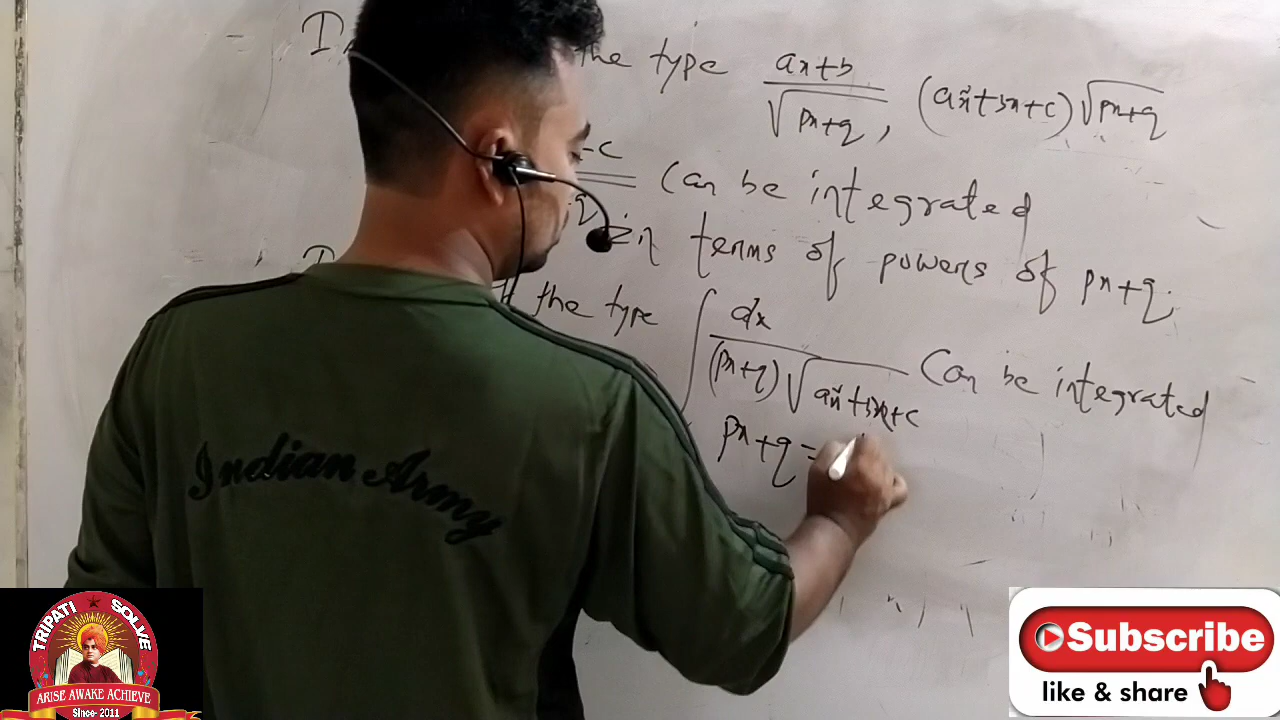 the type ax+b/√px+q, (ax²+bx+c)√px+q
-c Can be integrated
q in terms of powers of px+q.
the type ∫ dx/(px+q)√ax²+bx+c Can be integrated
px+q=
Indian Army
TRIPATI SOLVE
ARISE AWAKE ACHIEVE
Since- 2011
Subscribe
like & share